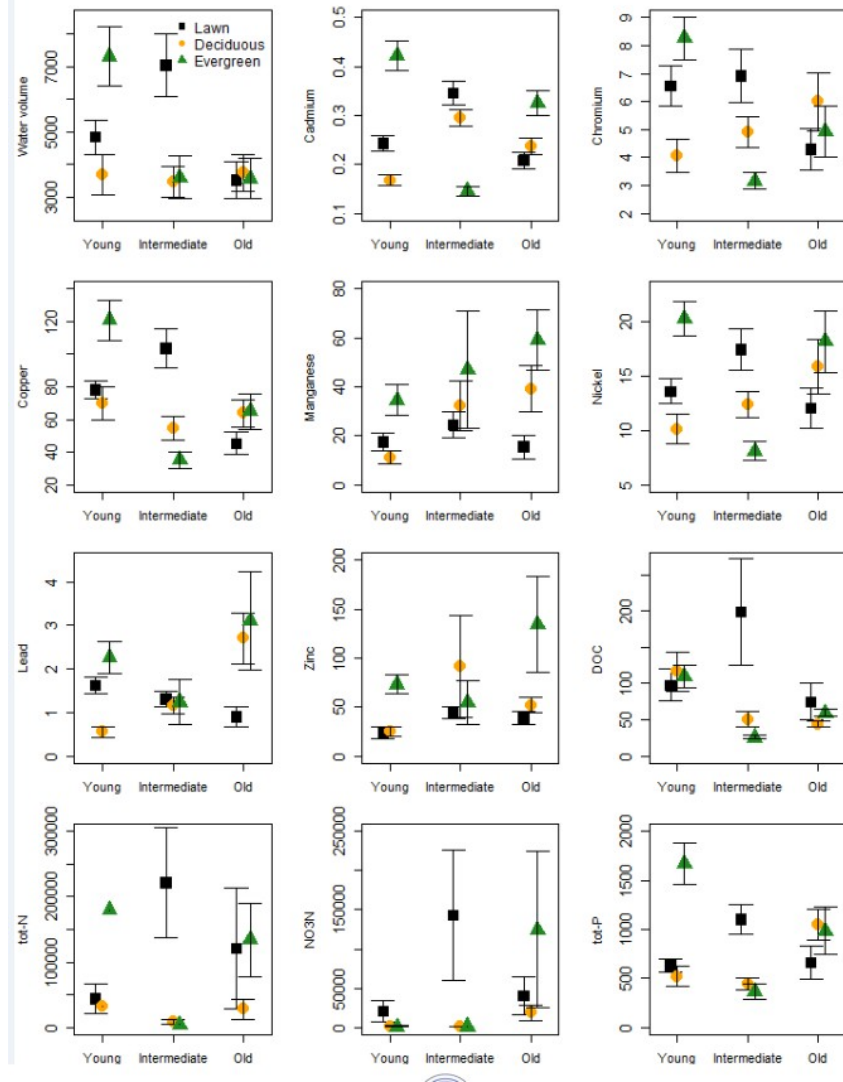 Water volume
7000
5000
3000
Lawn
Deciduous
Evergreen
Young Intermediate Old
Cadmium
0.5
0.4
0.3
0.2
0.1
Young Intermediate Old
Chromium
9
8
7
6
5
4
3
2
Young Intermediate Old
Copper
120
100
80
60
40
20
Young Intermediate Old
Manganese
80
60
40
20
0
Young Intermediate Old
Nickel
20
15
10
5
Young Intermediate Old
Lead
4
3
2
1
0
Young Intermediate Old
Zinc
200
150
100
50
0
Young Intermediate Old
DOC
200
100
50
0
Young Intermediate Old
tot-N
300000
200000
100000
0
Young Intermediate Old
NO3N
250000
150000
50000
0
Young Intermediate Old
tot-P
2000
1500
1000
500
0
Young Intermediate Old